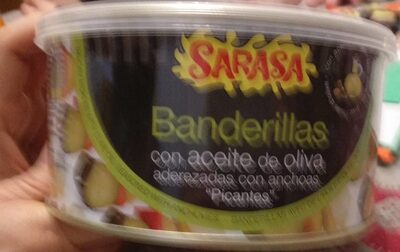 SARASA
Banderillas
con aceite de oliva
aderezadas con anchoas
"Picantes"